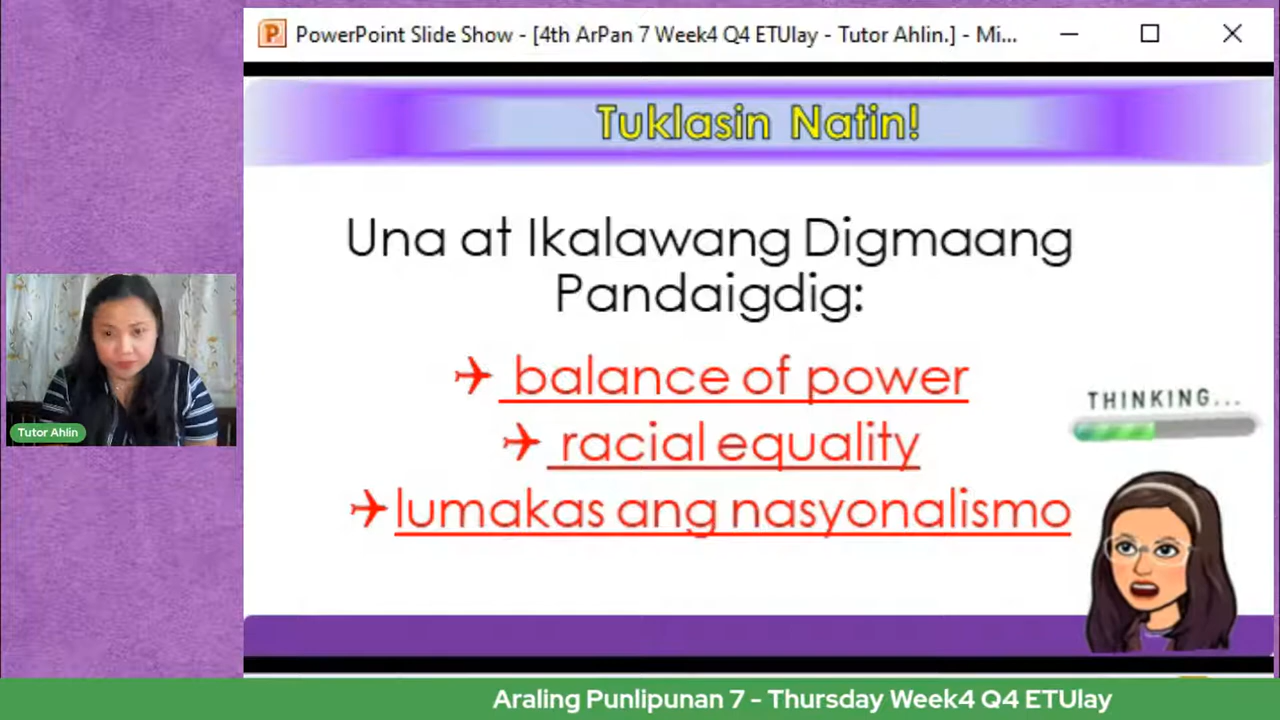 PowerPoint Slide Show - [4th ArPan 7 Week4 Q4 ETUlay - Tutor Ahlin.] - Mi...
Tuklasin Natin!
Una at Ikalawang Digmaang
Pandaigdig:
balance of power
racial equality
lumakas ang nasyonalismo
THINKING...
Tutor Ahlin
Araling Punlipunan 7 - Thursday Week4 Q4 ETUlay